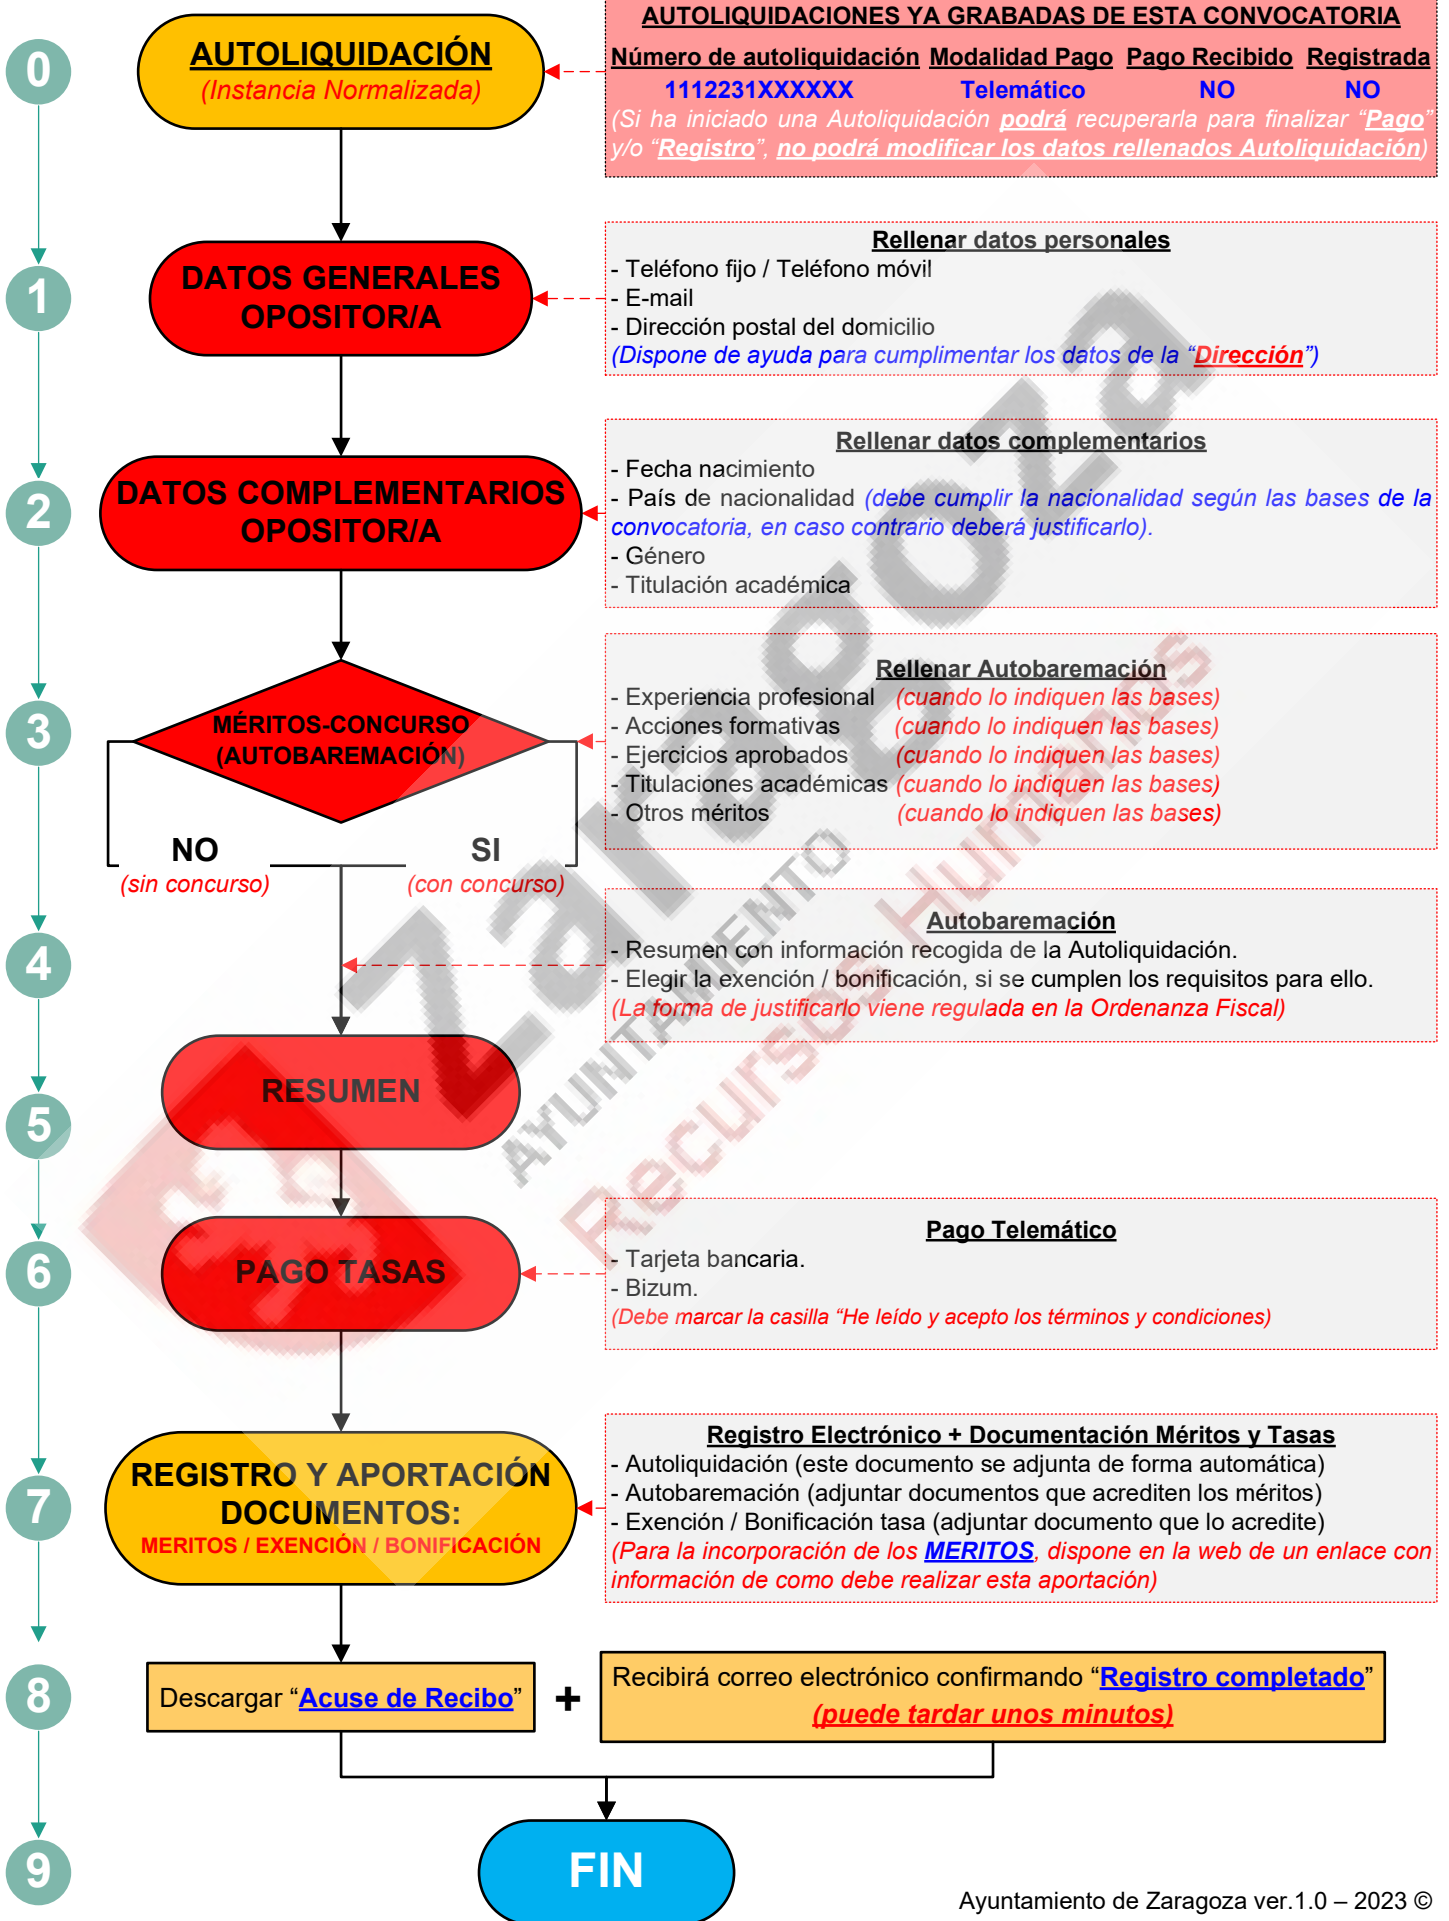 0
AUTOLIQUIDACIÓN
(Instancia Normalizada)
AUTOLIQUIDACIONES YA GRABADAS DE ESTA CONVOCATORIA
Número de autoliquidación Modalidad Pago Pago Recibido Registrada
1112231XXXXXX Telemático NO NO
(Si ha iniciado una Autoliquidación podrá recuperarla para finalizar “Pago”
y/o “Registro”, no podrá modificar los datos rellenados Autoliquidación)
1
DATOS GENERALES
OPOSITOR/A
Rellenar datos personales
- Teléfono fijo / Teléfono móvil
- E-mail
- Dirección postal del domicilio
(Dispone de ayuda para cumplimentar los datos de la “Dirección”)
2
DATOS COMPLEMENTARIOS
OPOSITOR/A
Rellenar datos complementarios
- Fecha nacimiento
- País de nacionalidad (debe cumplir la nacionalidad según las bases de la
convocatoria, en caso contrario deberá justificarlo).
- Género
- Titulación académica
3
MÉRITOS-CONCURSO
(AUTOBAREMACIÓN)
NO
(sin concurso)
SI
(con concurso)
Rellenar Autobaremación
- Experiencia profesional (cuando lo indiquen las bases)
- Acciones formativas (cuando lo indiquen las bases)
- Ejercicios aprobados (cuando lo indiquen las bases)
- Titulaciones académicas (cuando lo indiquen las bases)
- Otros méritos (cuando lo indiquen las bases)
4
Autobaremación
- Resumen con información recogida de la Autoliquidación.
- Elegir la exención / bonificación, si se cumplen los requisitos para ello.
(La forma de justificarlo viene regulada en la Ordenanza Fiscal)
5
RESUMEN
6
PAGO TASAS
Pago Telemático
- Tarjeta bancaria.
- Bizum.
(Debe marcar la casilla “He leído y acepto los términos y condiciones)
7
REGISTRO Y APORTACIÓN
DOCUMENTOS:
MERITOS / EXENCIÓN / BONIFICACIÓN
Registro Electrónico + Documentación Méritos y Tasas
- Autoliquidación (este documento se adjunta de forma automática)
- Autobaremación (adjuntar documentos que acrediten los méritos)
- Exención / Bonificación tasa (adjuntar documento que lo acredite)
(Para la incorporación de los MERITOS, dispone en la web de un enlace con
información de como debe realizar esta aportación)
8
Descargar “Acuse de Recibo”
+
Recibirá correo electrónico confirmando “Registro completado”
(puede tardar unos minutos)
9
FIN
Ayuntamiento de Zaragoza ver.1.0 – 2023 ©
Zaragoza
AYUNTAMIENTO
Recursos Humanos